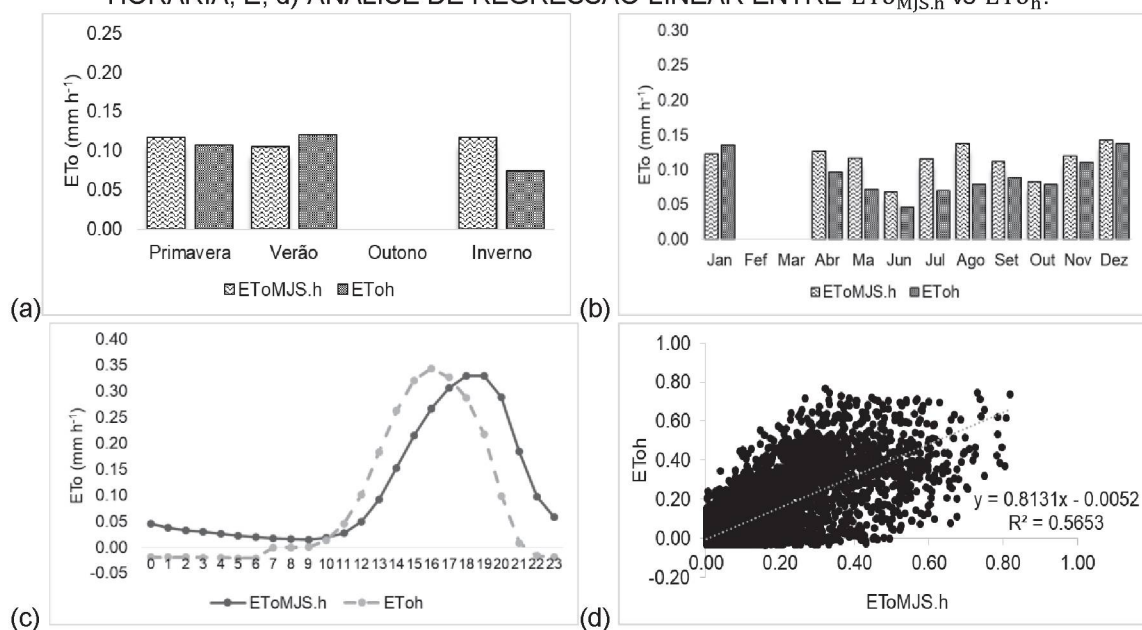 HORÁRIA; E, d) ANÁLISE DE REGRESSÃO LINEAR ENTRE EToMJS.h vs EToh.
0.25
0.20
0.15
0.10
0.05
0.00
ETo (mm h⁻¹)
Primavera Verão Outono Inverno
EToMJS.h EToh
(a)
0.30
0.25
0.20
0.15
0.10
0.05
0.00
ETo (mm h⁻¹)
Jan Fef Mar Abr Ma Jun Jul Ago Set Out Nov Dez
EToMJS.h EToh
(b)
0.40
0.35
0.30
0.25
0.20
0.15
0.10
0.05
0.00
-0.05
ETo (mm h⁻¹)
0 1 2 3 4 5 6 7 8 9 10 11 12 13 14 15 16 17 18 19 20 21 22 23
EToMJS.h EToh
(c)
1.00
0.80
0.60
0.40
0.20
-0.00
-0.20
EToh
y = 0.8131x - 0.0052
R² = 0.5653
0.00 0.20 0.40 0.60 0.80 1.00
EToMJS.h
(d)